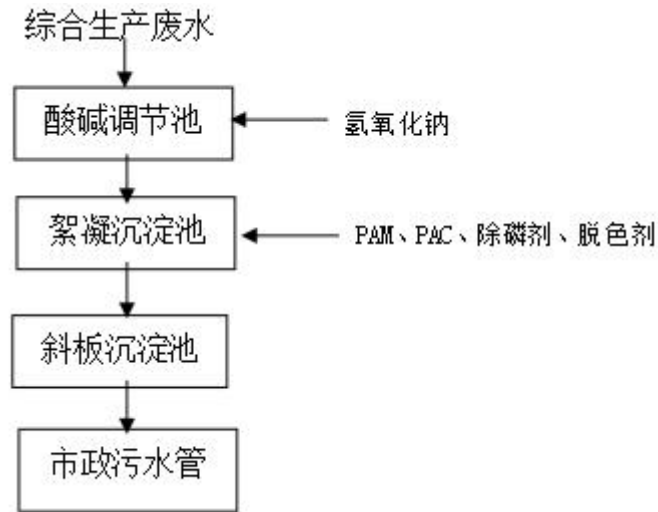 综合生产废水
酸碱调节池
氢氧化钠
絮凝沉淀池
PAM、PAC、除磷剂、脱色剂
斜板沉淀池
市政污水管